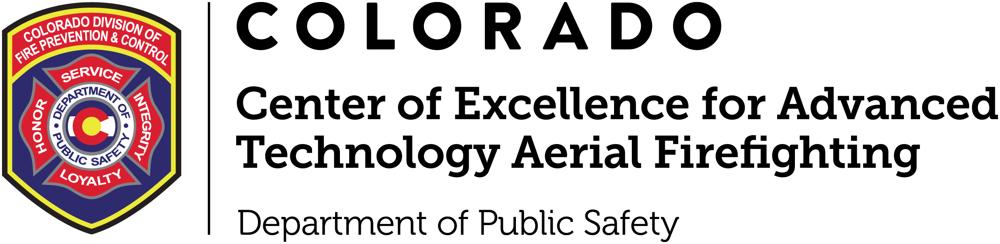 COLORADO DIVISION OF
FIRE PREVENTION & CONTROL
SERVICE
HONOR
INTEGRITY
LOYALTY
• DEPARTMENT OF •
PUBLIC SAFETY
COLORADO
Center of Excellence for Advanced
Technology Aerial Firefighting
Department of Public Safety